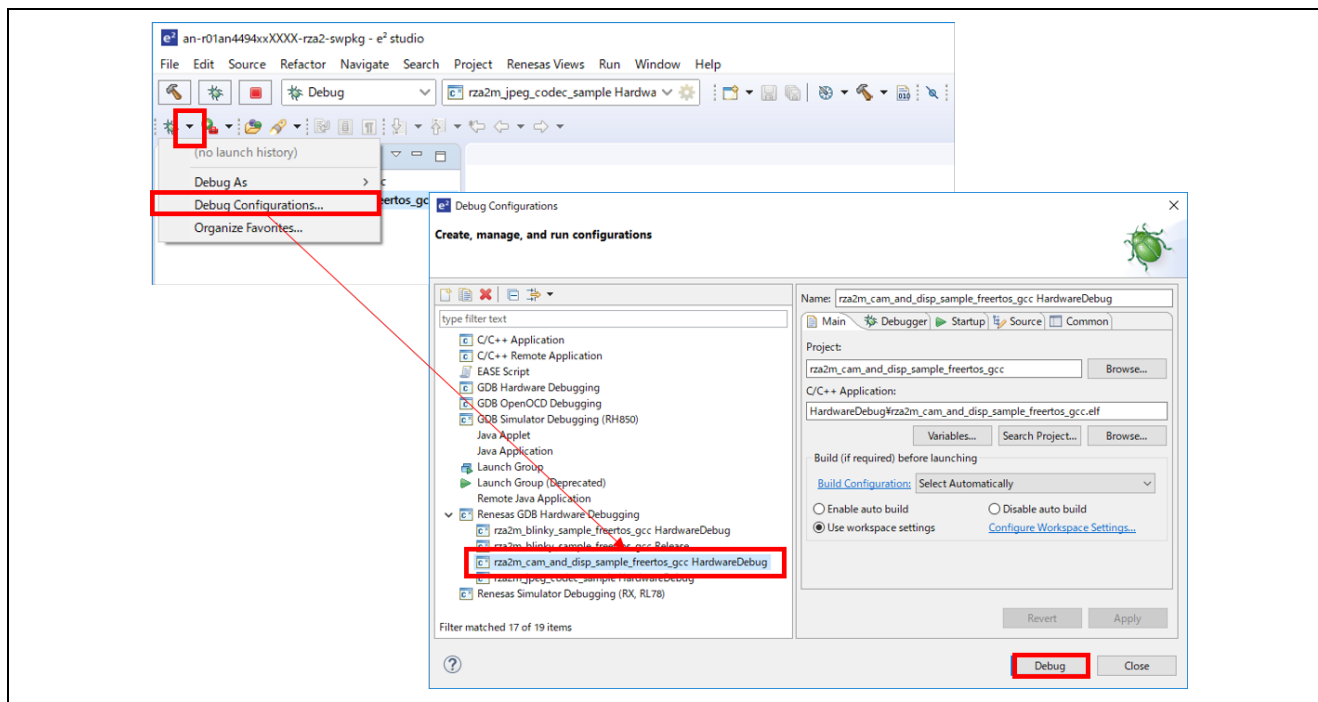 an-r01an4494xxXXXX-rza2-swpkg - e² studio
File Edit Source Refactor Navigate Search Project Renesas Views Run Window Help
Debug
rza2m_jpeg_codec_sample Hardwa
(no launch history)
Debug As
Debug Configurations...
Organize Favorites...
Debug Configurations
Create, manage, and run configurations
type filter text
C/C++ Application
C/C++ Remote Application
EASE Script
GDB Hardware Debugging
GDB OpenOCD Debugging
GDB Simulator Debugging (RH850)
Java Applet
Java Application
Launch Group
Launch Group (Deprecated)
Remote Java Application
Renesas GDB Hardware Debugging
rza2m_blinky_sample_freertos_gcc HardwareDebug
rza2m_blinky_sample_freertos_gcc Release
rza2m_cam_and_disp_sample_freertos_gcc HardwareDebug
rza2m_jpeg_codec_sample HardwareDebug
Renesas Simulator Debugging (RX, RL78)
Filter matched 17 of 19 items
Name: rza2m_cam_and_disp_sample_freertos_gcc HardwareDebug
Main Debugger Startup Source Common
Project:
rza2m_cam_and_disp_sample_freertos_gcc Browse...
C/C++ Application:
HardwareDebug¥rza2m_cam_and_disp_sample_freertos_gcc.elf
Variables... Search Project... Browse...
Build (if required) before launching
Build Configuration: Select Automatically
Enable auto build Disable auto build
Use workspace settings Configure Workspace Settings...
Revert Apply
Debug Close